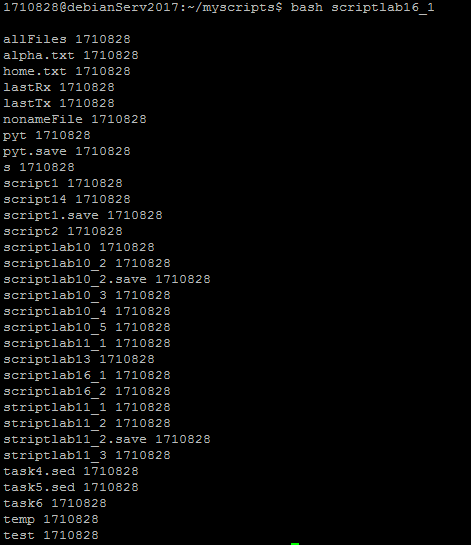 1710828@debianServ2017:~/myscripts$ bash scriptlab16_1
allFiles 1710828
alpha.txt 1710828
home.txt 1710828
lastRx 1710828
lastTx 1710828
nonameFile 1710828
pyt 1710828
pyt.save 1710828
s 1710828
script1 1710828
script14 1710828
script1.save 1710828
script2 1710828
scriptlab10 1710828
scriptlab10_2 1710828
scriptlab10_2.save 1710828
scriptlab10_3 1710828
scriptlab10_4 1710828
scriptlab10_5 1710828
scriptlab11_1 1710828
scriptlab13 1710828
scriptlab16_1 1710828
scriptlab16_2 1710828
striptlab11_1 1710828
striptlab11_2 1710828
striptlab11_2.save 1710828
striptlab11_3 1710828
task4.sed 1710828
task5.sed 1710828
task6 1710828
temp 1710828
test 1710828